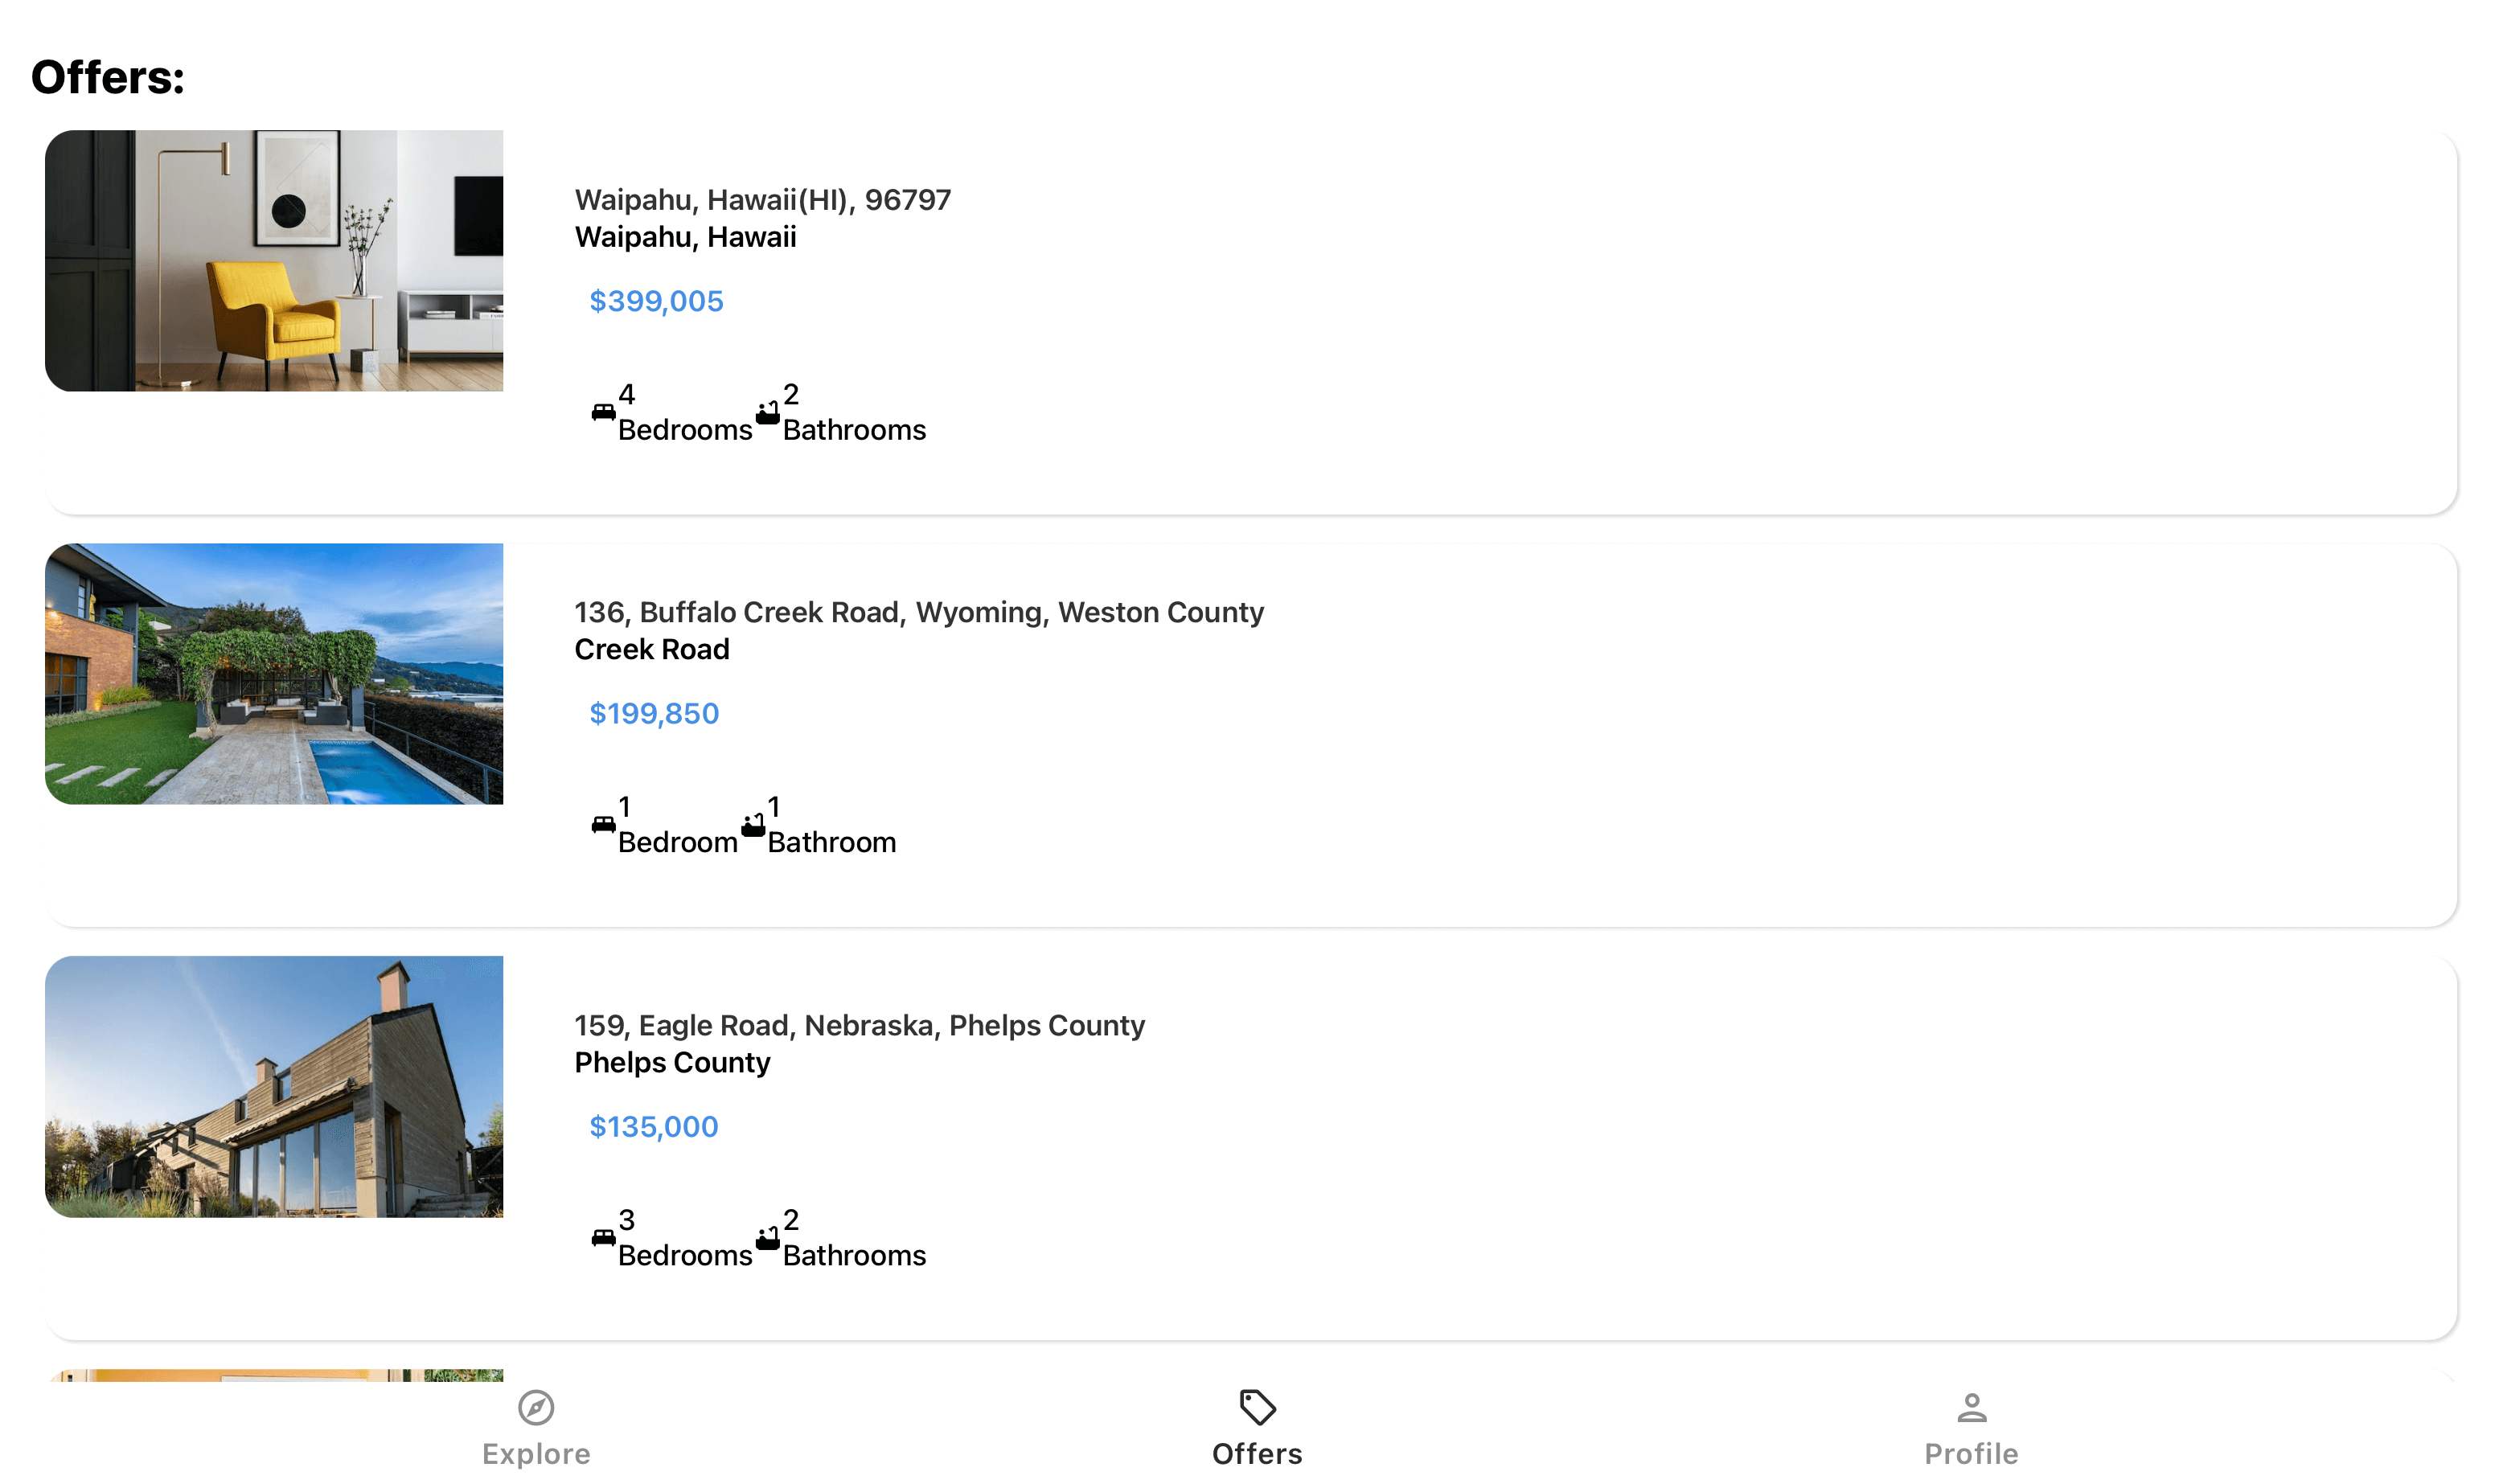 Offers:
Waipahu, Hawaii(HI), 96797
Waipahu, Hawaii
$399,005
4
Bedrooms
2
Bathrooms
136, Buffalo Creek Road, Wyoming, Weston County
Creek Road
$199,850
1
Bedroom
1
Bathroom
159, Eagle Road, Nebraska, Phelps County
Phelps County
$135,000
3
Bedrooms
2
Bathrooms
Explore
Offers
Profile